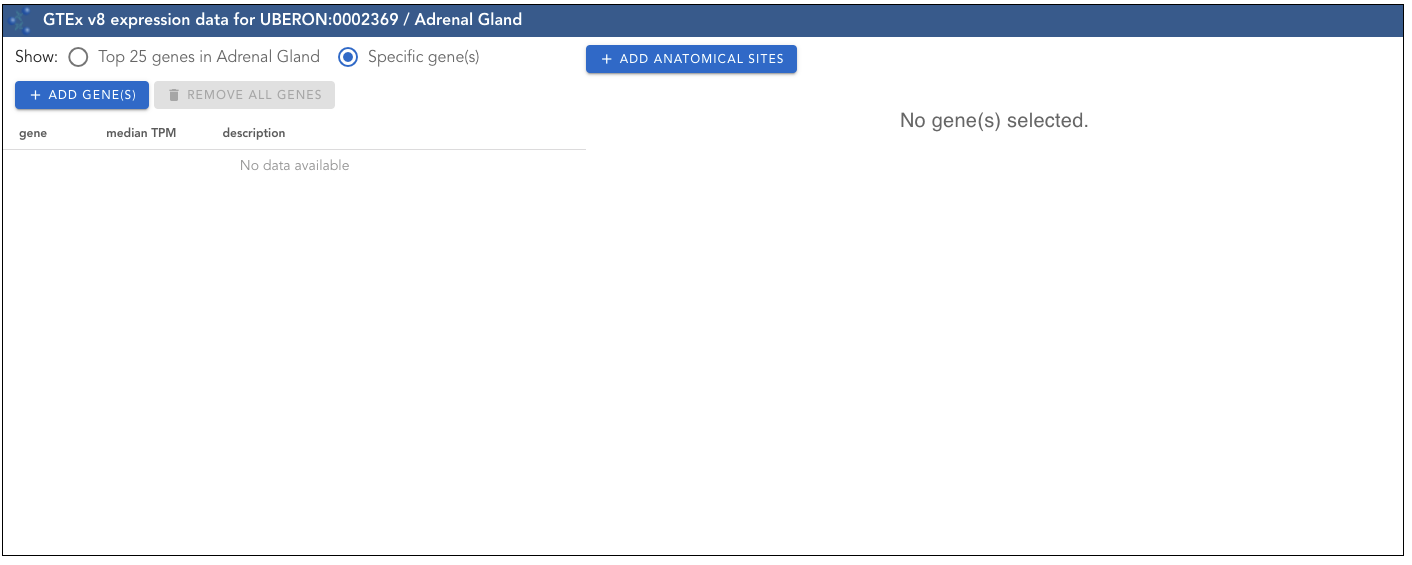 GTEx v8 expression data for UBERON:0002369 / Adrenal Gland
Show: Top 25 genes in Adrenal Gland Specific gene(s)
+ ADD ANATOMICAL SITES
+ ADD GENE(S) REMOVE ALL GENES
No gene(s) selected.
gene median TPM description
No data available